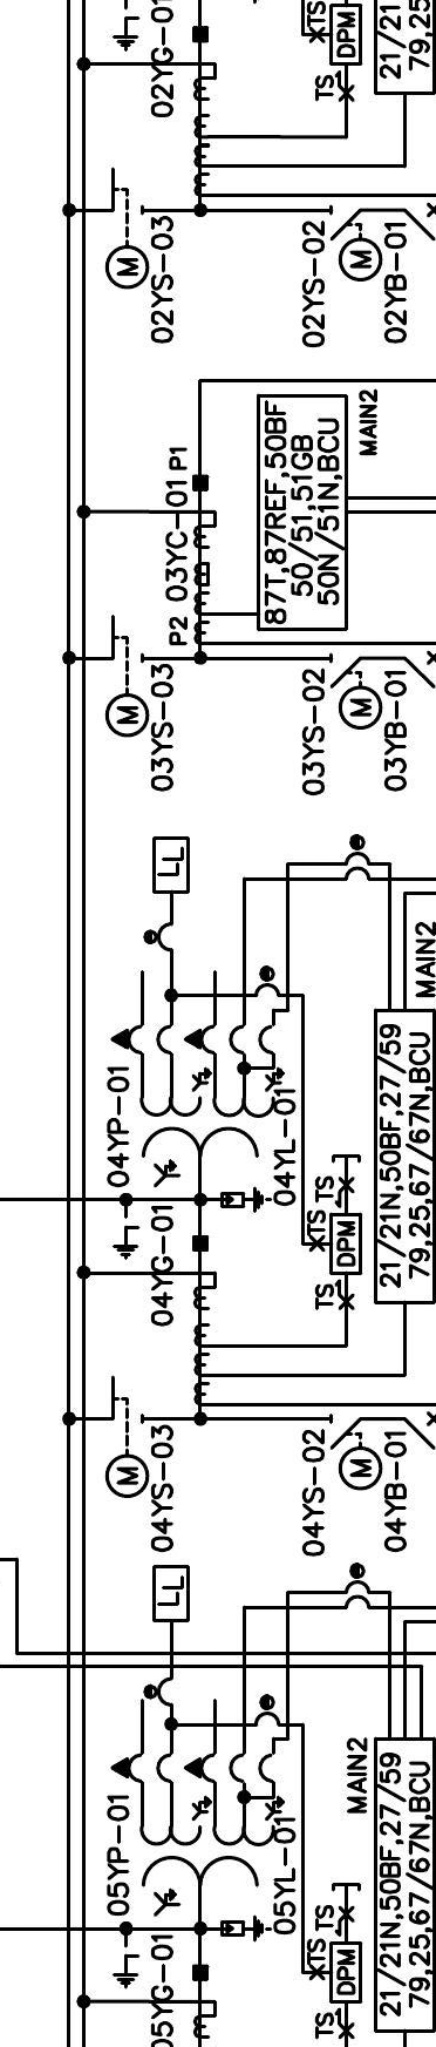 02YG-01
TS
DPM
TS
21/21
79,25
M
02YS-03
02YS-02
M
02YB-01
P1
03YC-01
P2
87T,87REF,50BF
50/51,51GB
50N/51N,BCU
MAIN2
M
03YS-03
03YS-02
M
03YB-01
LL
MAIN2
04YP-01
Y
Y
Y
04YL-01
04YG-01
TS
TS
DPM
TS
21/21N,50BF,27/59
79,25,67/67N,BCU
M
04YS-03
04YS-02
M
04YB-01
LL
MAIN2
05YP-01
Y
Y
Y
05YL-01
05YG-01
TS
TS
DPM
TS
21/21N,50BF,27/59
79,25,67/67N,BCU